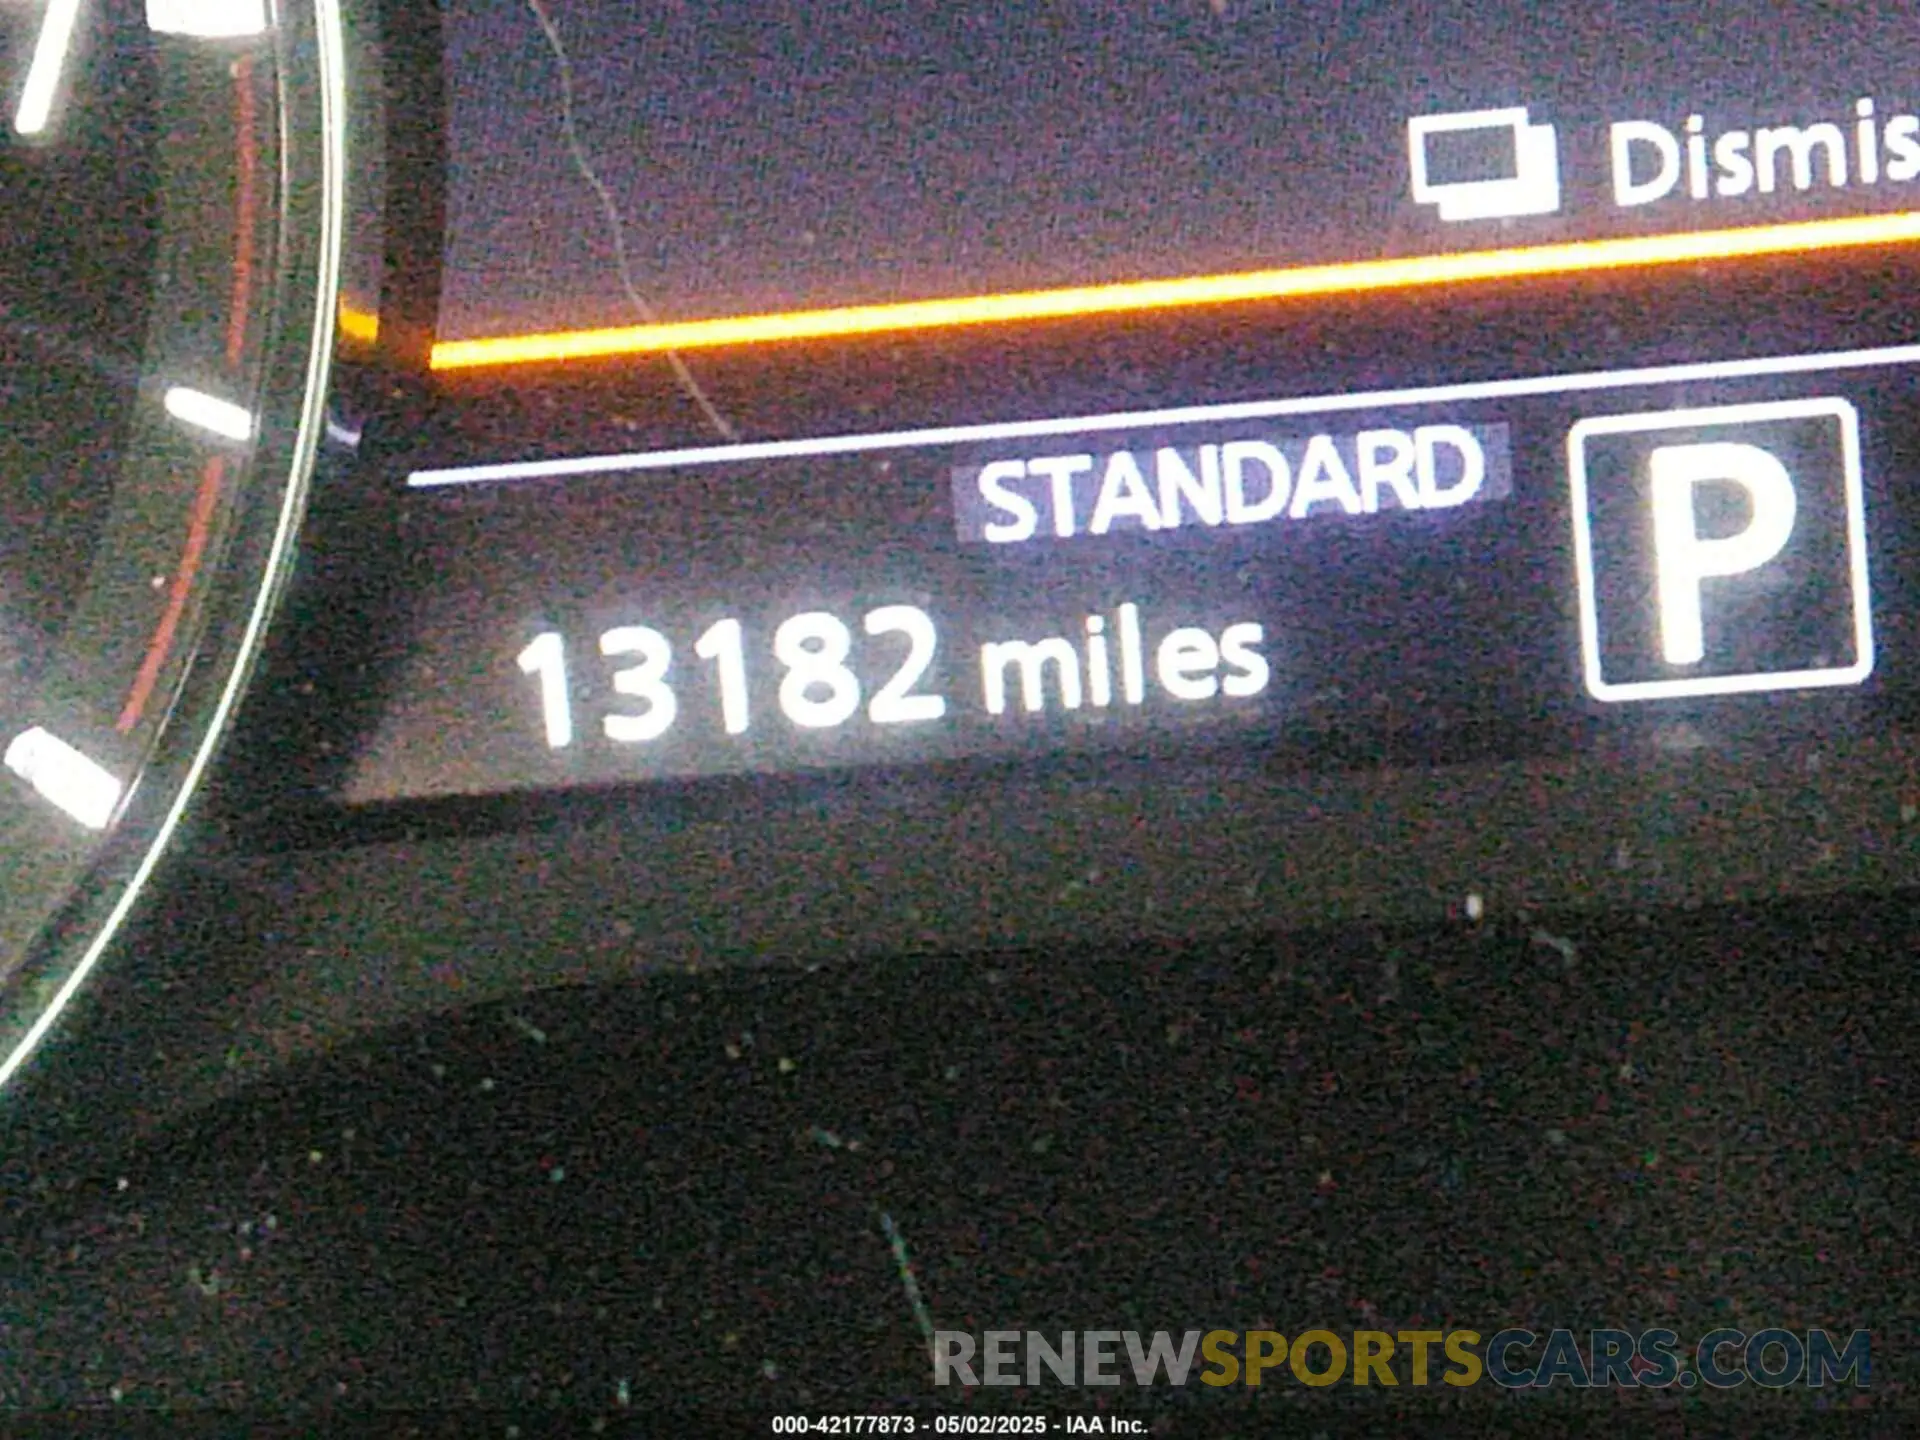 Dismis
STANDARD
P
13182 miles
RENEWSPORTSCARS.COM
000-42177873 - 05/02/2025 - IAA Inc.